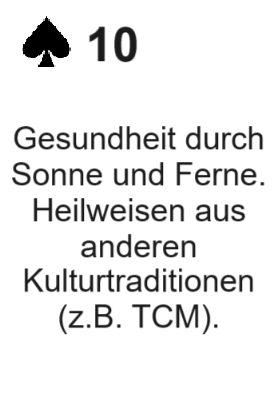 ♠ 10
Gesundheit durch
Sonne und Ferne.
Heilweisen aus
anderen
Kulturtraditionen
(z.B. TCM).